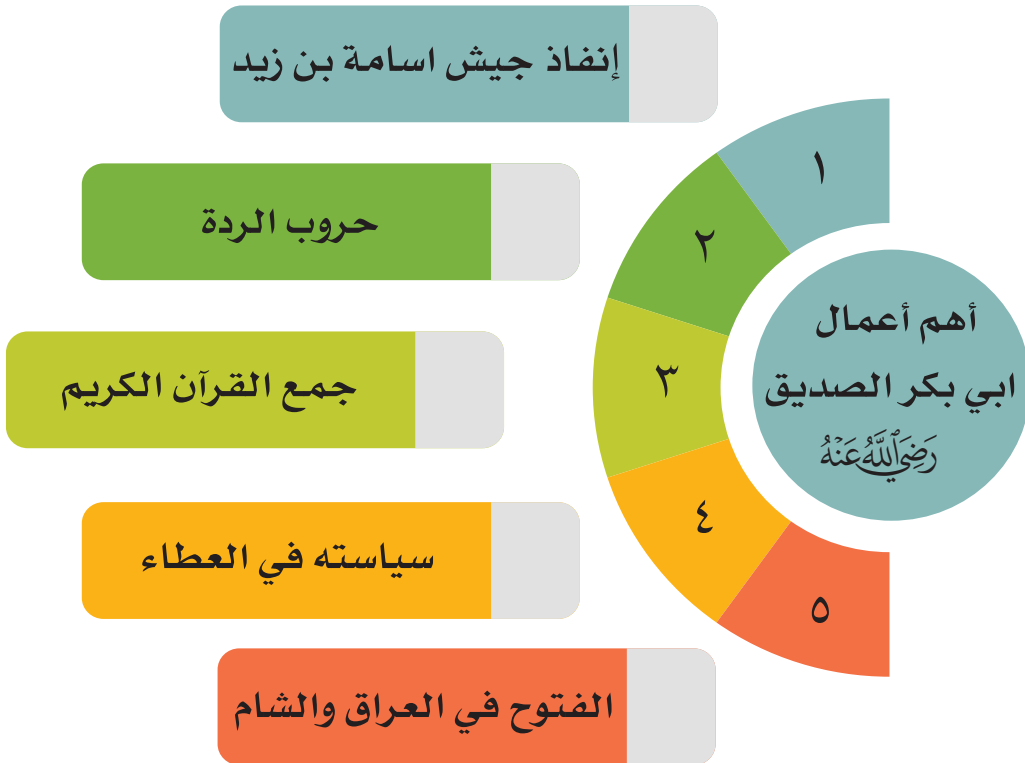 أهم أعمال
ابي بكر الصديق
رَضِيَ ٱللَّهُ عَنْهُ
١
إنفاذ جيش اسامة بن زيد
٢
حروب الردة
٣
جمع القرآن الكريم
٤
سياسته في العطاء
٥
الفتوح في العراق والشام